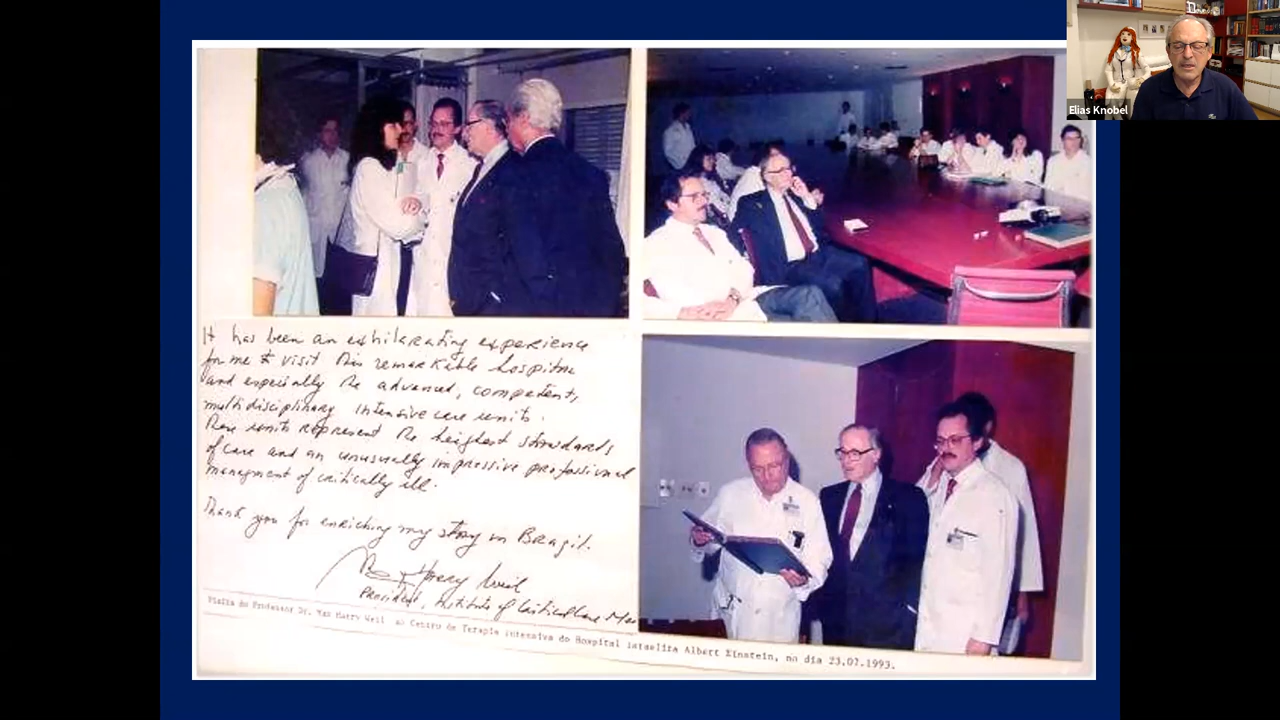 Elias Knobel
It has been an exhilarating experience
for me to visit this remarkable hospital
and especially the advanced, competent,
multidisciplinary intensive care units.
These units represent the heighest standards
of care and an unusually impressive professional
managment of critically ill.
Thank you for enriching my story in Brazil.
Max Harry Weil
President, Institute of Critical Care Me
Visita do Professor Dr. Max Harry Weil ao Centro de Terapia Intensiva do Hospital Israelita Albert Einstein, no dia 23.07.1993.